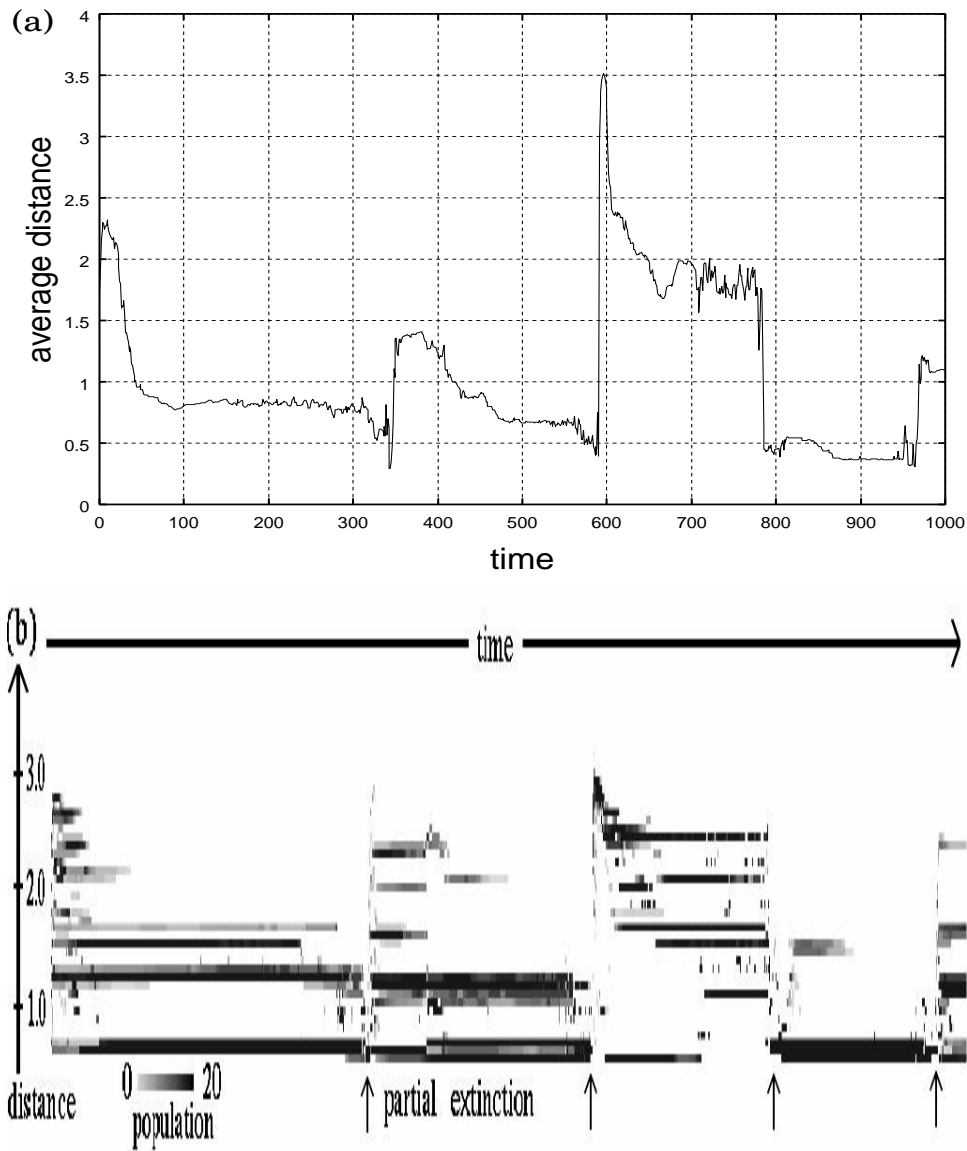 (a)
4
3.5
3
2.5
2
1.5
1
0.5
0
average distance
0 100 200 300 400 500 600 700 800 900 1000
time
(b)
time
3.0
2.0
1.0
distance
0 20
population
partial extinction